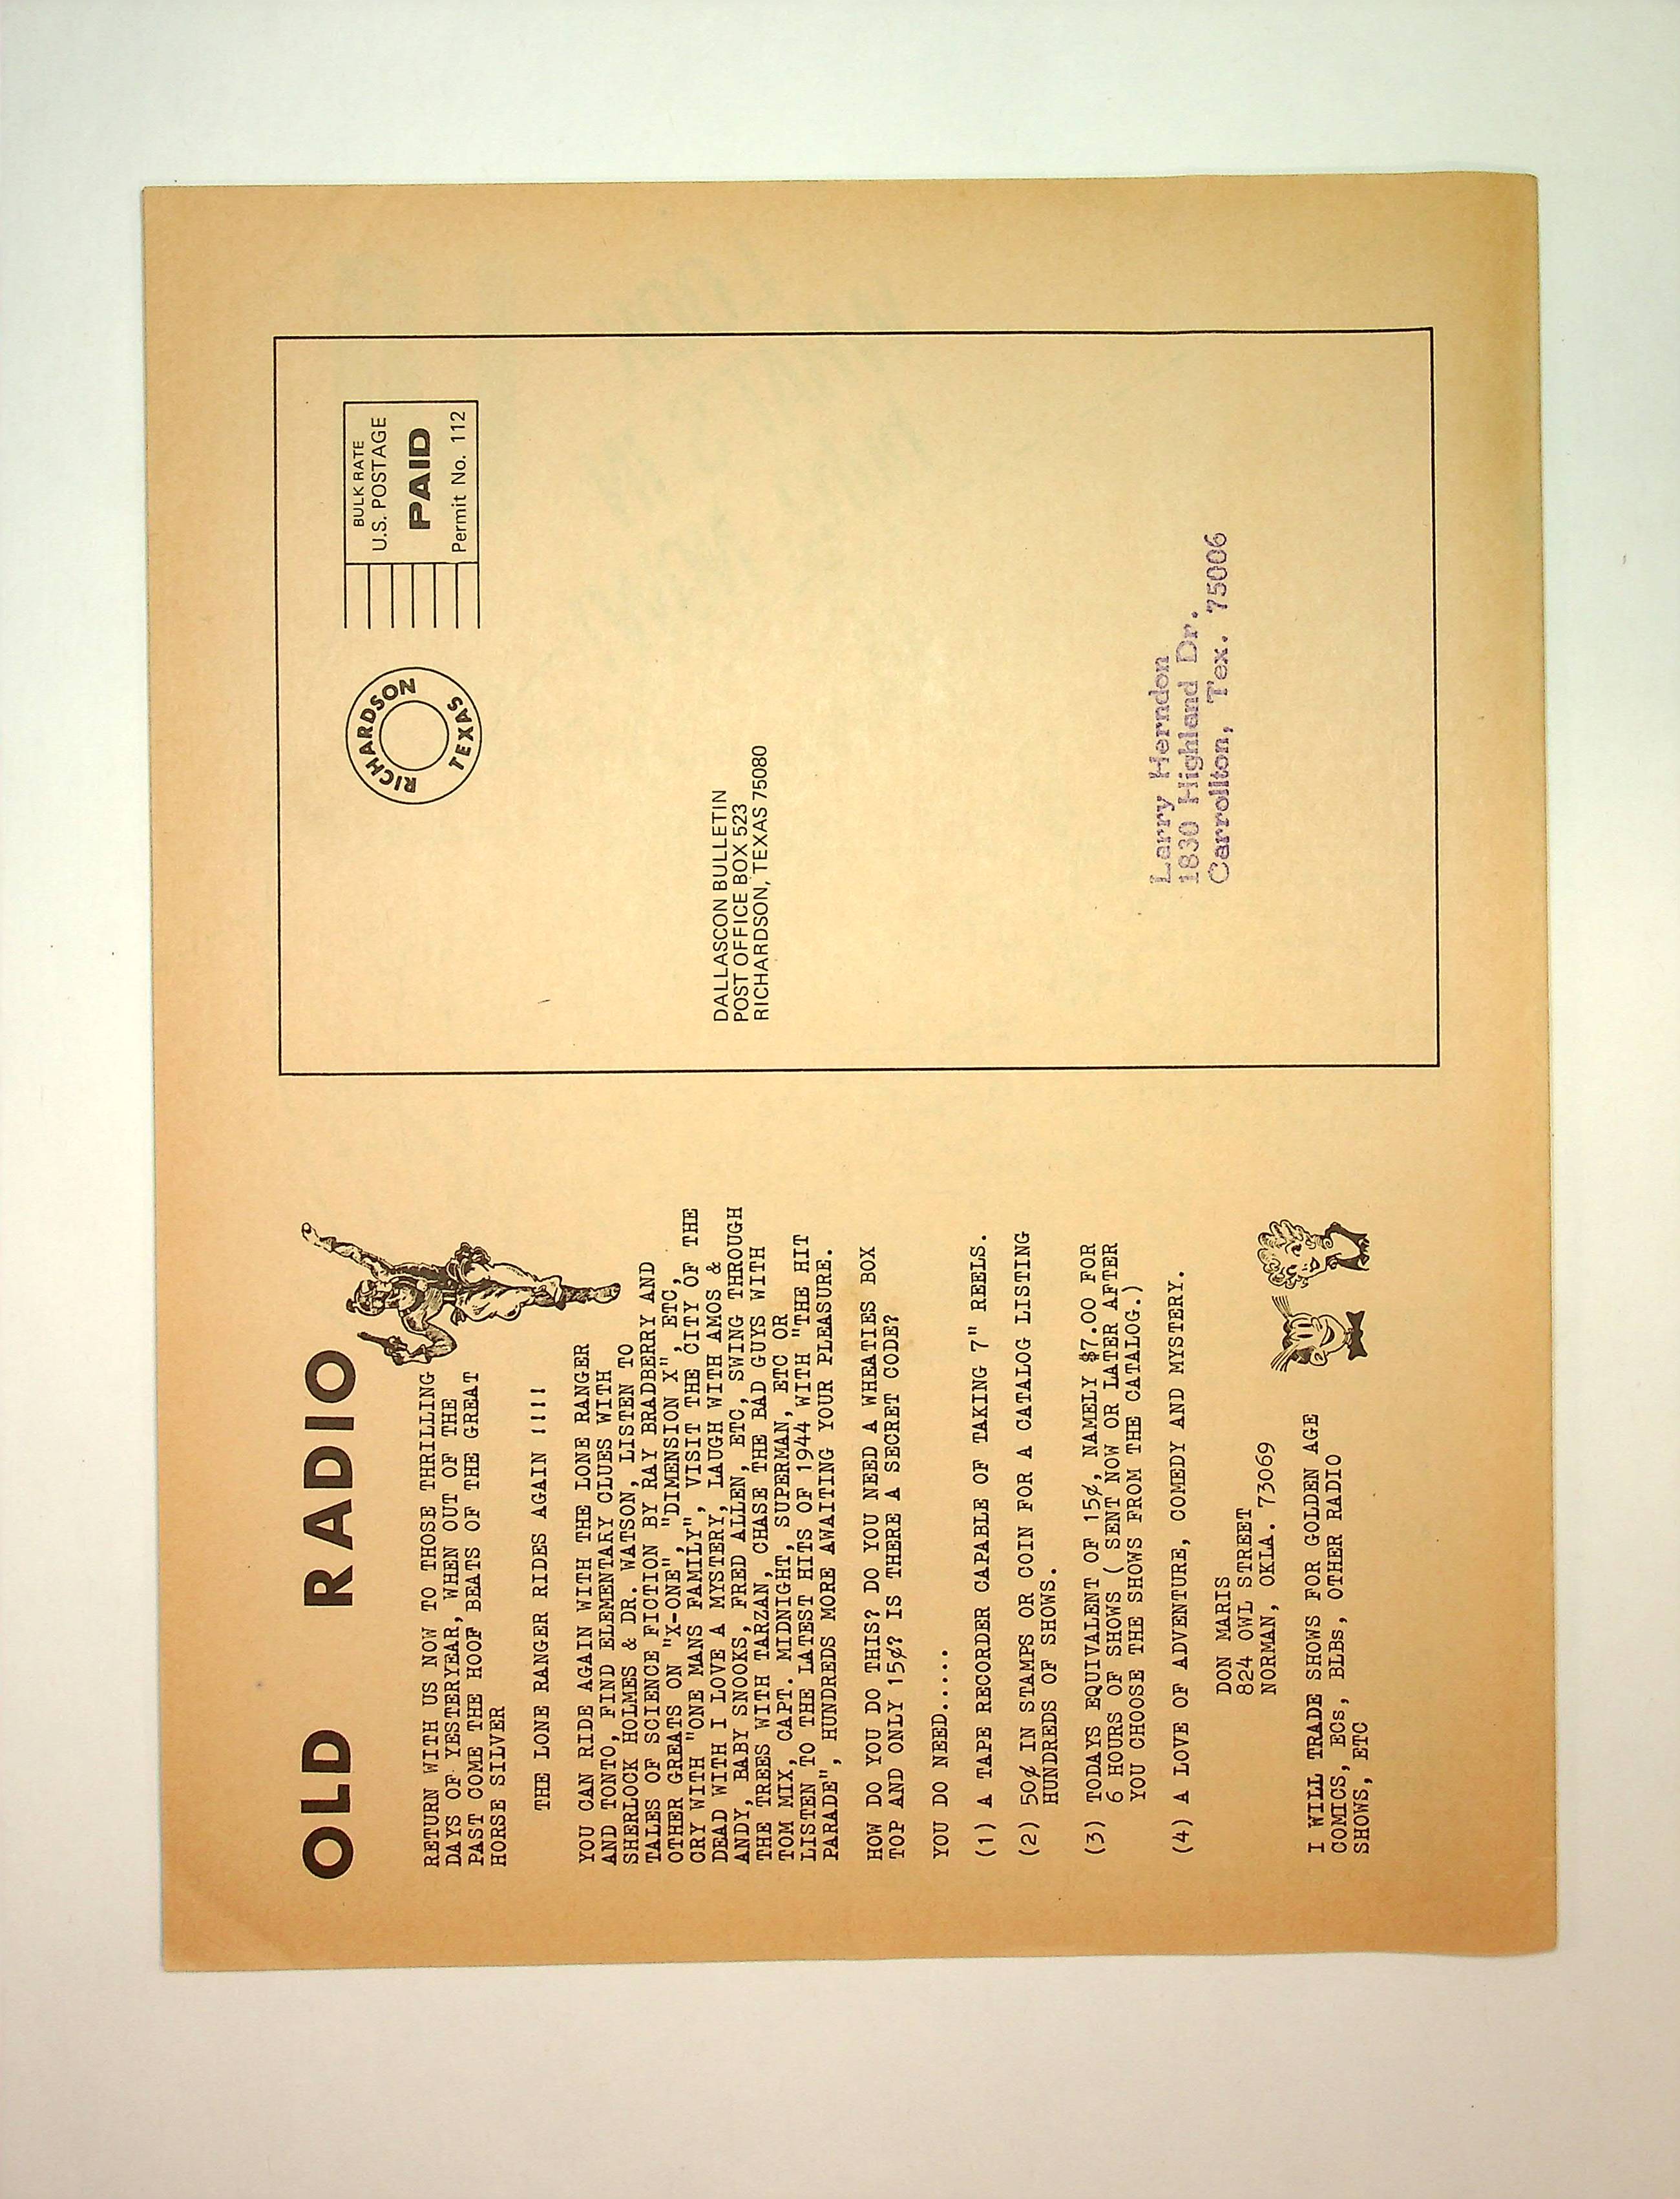 OLD RADIO
RETURN WITH US NOW TO THOSE THRILLING
DAYS OF YESTERYEAR, WHEN OUT OF THE
PAST COME THE HOOF BEATS OF THE GREAT
HORSE SILVER
THE LONE RANGER RIDES AGAIN !!!!
YOU CAN RIDE AGAIN WITH THE LONE RANGER
AND TONTO, FIND ELEMENTARY CLUES WITH
SHERLOCK HOLMES & DR. WATSON, LISTEN TO
TALES OF SCIENCE FICTION BY RAY BRADBERRY AND
OTHER GREATS ON "X-ONE", "DIMENSION X", ETC,
CRY WITH "ONE MANS FAMILY", VISIT THE CITY OF THE
DEAD WITH I LOVE A MYSTERY, LAUGH WITH AMOS &
ANDY, BABY SNOOKS, FRED ALLEN, ETC, SWING THROUGH
THE TREES WITH TARZAN, CHASE THE BAD GUYS WITH
TOM MIX, CAPT. MIDNIGHT, SUPERMAN, ETC OR
LISTEN TO THE LATEST HITS OF 1944 WITH "THE HIT
PARADE", HUNDREDS MORE AWAITING YOUR PLEASURE.
HOW DO YOU DO THIS? DO YOU NEED A WHEATIES BOX
TOP AND ONLY 15¢? IS THERE A SECRET CODE?
YOU DO NEED.....
(1) A TAPE RECORDER CAPABLE OF TAKING 7" REELS.
(2) 50¢ IN STAMPS OR COIN FOR A CATALOG LISTING
HUNDREDS OF SHOWS.
(3) TODAYS EQUIVALENT OF 15¢, NAMELY $7.00 FOR
6 HOURS OF SHOWS ( SENT NOW OR LATER AFTER
YOU CHOOSE THE SHOWS FROM THE CATALOG.)
(4) A LOVE OF ADVENTURE, COMEDY AND MYSTERY.
DON MARIS
824 OWL STREET
NORMAN, OKLA. 73069
I WILL TRADE SHOWS FOR GOLDEN AGE
COMICS, ECs, BLBs, OTHER RADIO
SHOWS, ETC
RICHARDSON
TEXAS
BULK RATE
U.S. POSTAGE
PAID
Permit No. 112
DALLASCON BULLETIN
POST OFFICE BOX 523
RICHARDSON, TEXAS 75080
Larry Herndon
1830 Highland Dr.
Carrollton, Tex. 75006